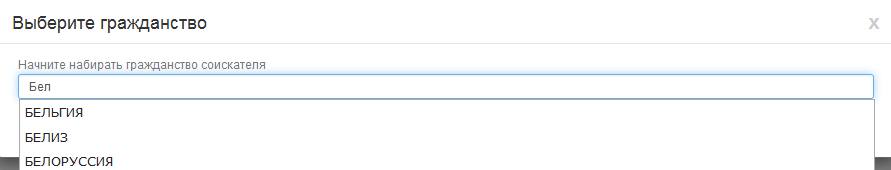 Выберите гражданство
x
Начните набирать гражданство соискателя
Бел
БЕЛЬГИЯ
БЕЛИЗ
БЕЛОРУССИЯ